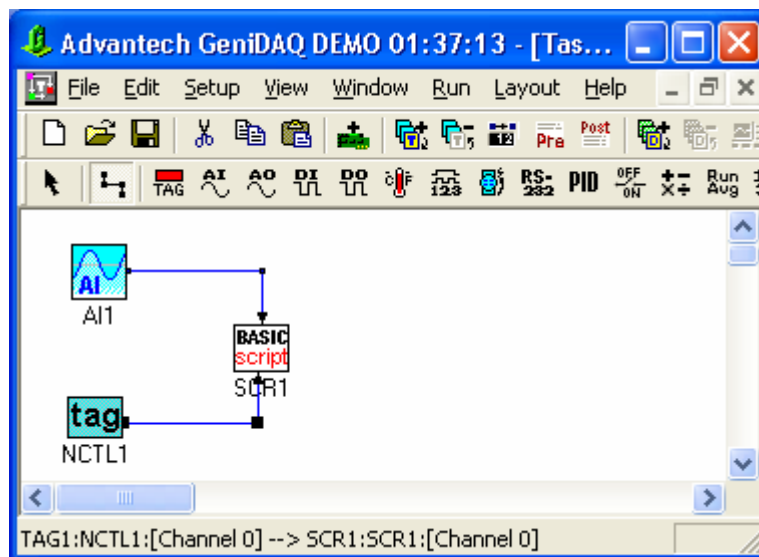 Advantech GeniDAQ DEMO 01:37:13 - [Tas...
File Edit Setup View Window Run Layout Help
Pre Post
TAG AI AO DI DO 123 RS-232 PID OFF ON Run Avg
AI
AI1
BASIC
script
SCR1
tag
NCTL1
TAG1:NCTL1:[Channel 0] --> SCR1:SCR1:[Channel 0]